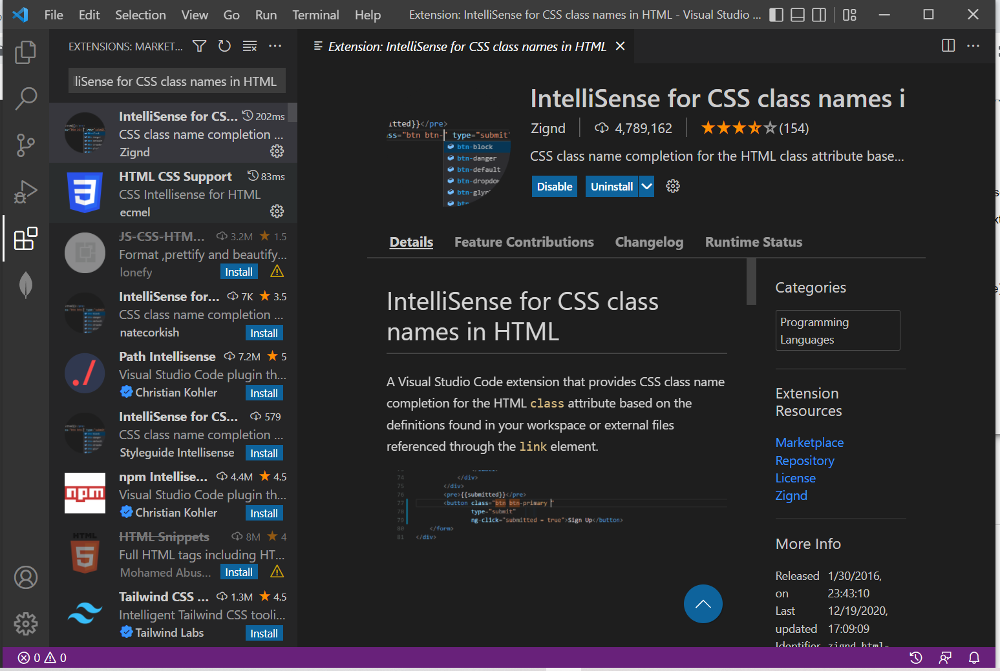 File Edit Selection View Go Run Terminal Help Extension: IntelliSense for CSS class names in HTML - Visual Studio ...
EXTENSIONS: MARKET...
lliSense for CSS class names in HTML
IntelliSense for CS... 202ms
CSS class name completion ...
Zignd
HTML CSS Support 83ms
CSS Intellisense for HTML
ecmel
JS-CSS-HTM... 3.2M 1.5
Format ,prettify and beautify...
lonefy Install
IntelliSense for... 7K 3.5
CSS class name completion ...
natecorkish Install
Path Intellisense 7.2M 5
Visual Studio Code plugin th...
Christian Kohler Install
IntelliSense for CS... 579
CSS class name completion ...
Styleguide Intellisense Install
npm Intellise... 4.4M 4.5
Visual Studio Code plugin th...
Christian Kohler Install
npm
HTML Snippets 8M 4
Full HTML tags including HT...
Mohamed Abus... Install
HTML
5
Tailwind CSS ... 1.3M 4.5
Intelligent Tailwind CSS tooli...
Tailwind Labs Install
Extension: IntelliSense for CSS class names in HTML
itted}}</pre>
ss="btn btn-" type="submit"
btn-block
btn-danger
btn-default
btn-dropdow
btn-gly
btn
IntelliSense for CSS class names i
Zignd 4,789,162 (154)
CSS class name completion for the HTML class attribute base...
Disable Uninstall
Details Feature Contributions Changelog Runtime Status
IntelliSense for CSS class
names in HTML
A Visual Studio Code extension that provides CSS class name
completion for the HTML class attribute based on the
definitions found in your workspace or external files
referenced through the link element.
74 </div>
75 </div>
76 <pre>{{submitted}}</pre>
77 <button class="btn btn-primary "
78 type="submit"
79 ng-click="submitted = true">Sign Up</button>
80 </form>
81 </div>
Categories
Programming
Languages
Extension
Resources
Marketplace
Repository
License
Zignd
More Info
Released 1/30/2016,
on 23:43:10
Last 12/19/2020,
updated 17:09:09
Identifier zignd.html-
0 0